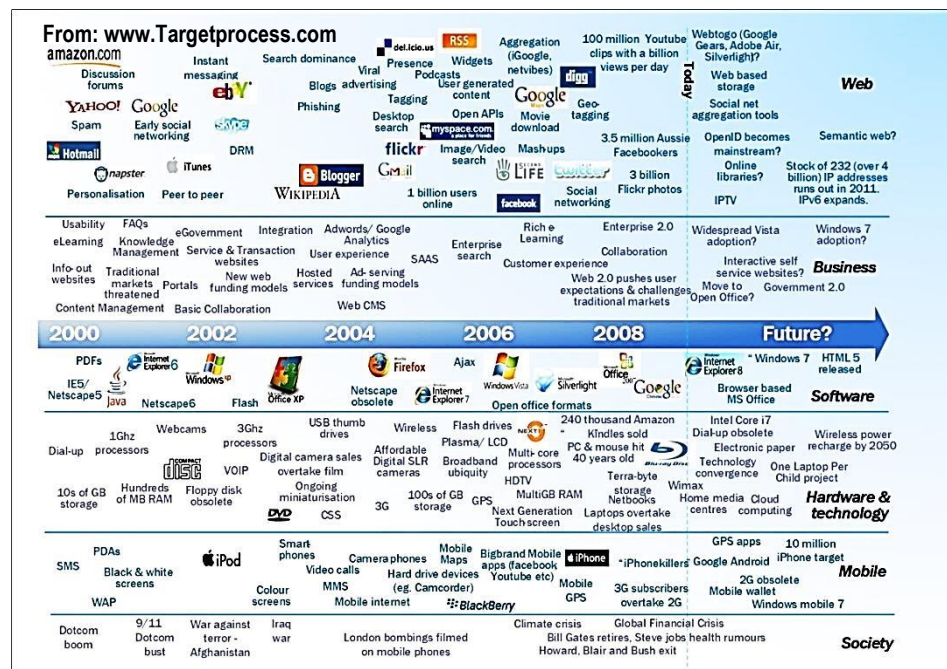 From: www.Targetprocess.com
amazon.com
Discussion forums
Instant messaging
ebY
Search dominance
Blogs
Viral advertising
del.icio.us
Presence
Podcasts
RSS
Widgets
User generated content
Aggregation (iGoogle, netvibes)
digg
100 million Youtube clips with a billion views per day
Today
Webtogo (Google Gears, Adobe Air, Silverlight)?
Web based storage
Web
YAHOO!
Google
Phishing
Tagging
Desktop search
Open APIs
Google Maps
Movie download
Geo-tagging
Social net aggregation tools
Spam
Early social networking
skype
myspace.com
a place for friends
3.5 million Aussie Facebookers
OpenID becomes mainstream?
Semantic web?
Hotmail
DRM
flickr
Image/Video search
Mashups
napster
iTunes
Blogger
Gmail
SECOND LIFE
twitter
3 billion Flickr photos
Online libraries?
Stock of 232 (over 4 billion) IP addresses runs out in 2011. IPv6 expands.
Personalisation
Peer to peer
WIKIPEDIA
1 billion users online
facebook
Social networking
IPTV
Usability
FAQs
eGovernment
Integration
Adwords/ Google Analytics
Rich e Learning
Enterprise 2.0
Widespread Vista adoption?
Windows 7 adoption?
eLearning
Knowledge Management
Service & Transaction websites
User experience
SAAS
Enterprise search
Customer experience
Collaboration
Interactive self service websites?
Business
Info- out websites
Traditional markets threatened
Portals
New web funding models
Hosted services
Ad- serving funding models
Web 2.0 pushes user expectations & challenges traditional markets
Move to Open Office?
Government 2.0
Content Management
Basic Collaboration
Web CMS
2000
2002
2004
2006
2008
Future?
PDFs
Internet Explorer 6
Microsoft Windows xp
Office XP
Mozilla Firefox
Ajax
Windows Vista
Microsoft Silverlight
Microsoft Office 2007
Internet Explorer 8
"Windows 7
HTML 5 released
IE5/ Netscape5
Java
Netscape6
Flash
Netscape obsolete
Internet Explorer 7
Open office formats
Google
Browser based MS Office
Software
Dial-up
1Ghz processors
Webcams
3Ghz processors
USB thumb drives
Wireless
Flash drives
NEXT G
240 thousand Amazon Kindles sold
Intel Core i7
Dial-up obsolete
Wireless power recharge by 2050
COMPACT disc
VOIP
Digital camera sales overtake film
Affordable Digital SLR cameras
Plasma/ LCD
Broadband ubiquity
Multi- core processors
PC & mouse hit 40 years old
Blu-ray Disc
Electronic paper
Technology convergence
One Laptop Per Child project
10s of GB storage
Hundreds of MB RAM
Floppy disk obsolete
Ongoing miniaturisation
3G
100s of GB storage
GPS
HDTV
MultiGB RAM
Terra-byte storage
Netbooks
Wimax
Home media centres
Cloud computing
Hardware & technology
DVD
CSS
Next Generation Touch screen
Laptops overtake desktop sales
SMS
PDAs
Black & white screens
iPod
Smart phones
Video calls
Camera phones
Mobile Maps
Bigbrand Mobile apps (facebook Youtube etc)
iPhone
"iPhonekillers'
GPS apps
Google Android
10 million iPhone target
Mobile
WAP
Colour screens
MMS
Hard drive devices (eg. Camcorder)
Mobile internet
BlackBerry
Mobile GPS
3G subscribers overtake 2G
2G obsolete
Mobile wallet
Windows mobile 7
Dotcom boom
9/11
Dotcom bust
War against terror - Afghanistan
Iraq war
London bombings filmed on mobile phones
Climate crisis
Global Financial Crisis
Bill Gates retires, Steve jobs health rumours
Howard, Blair and Bush exit
Society